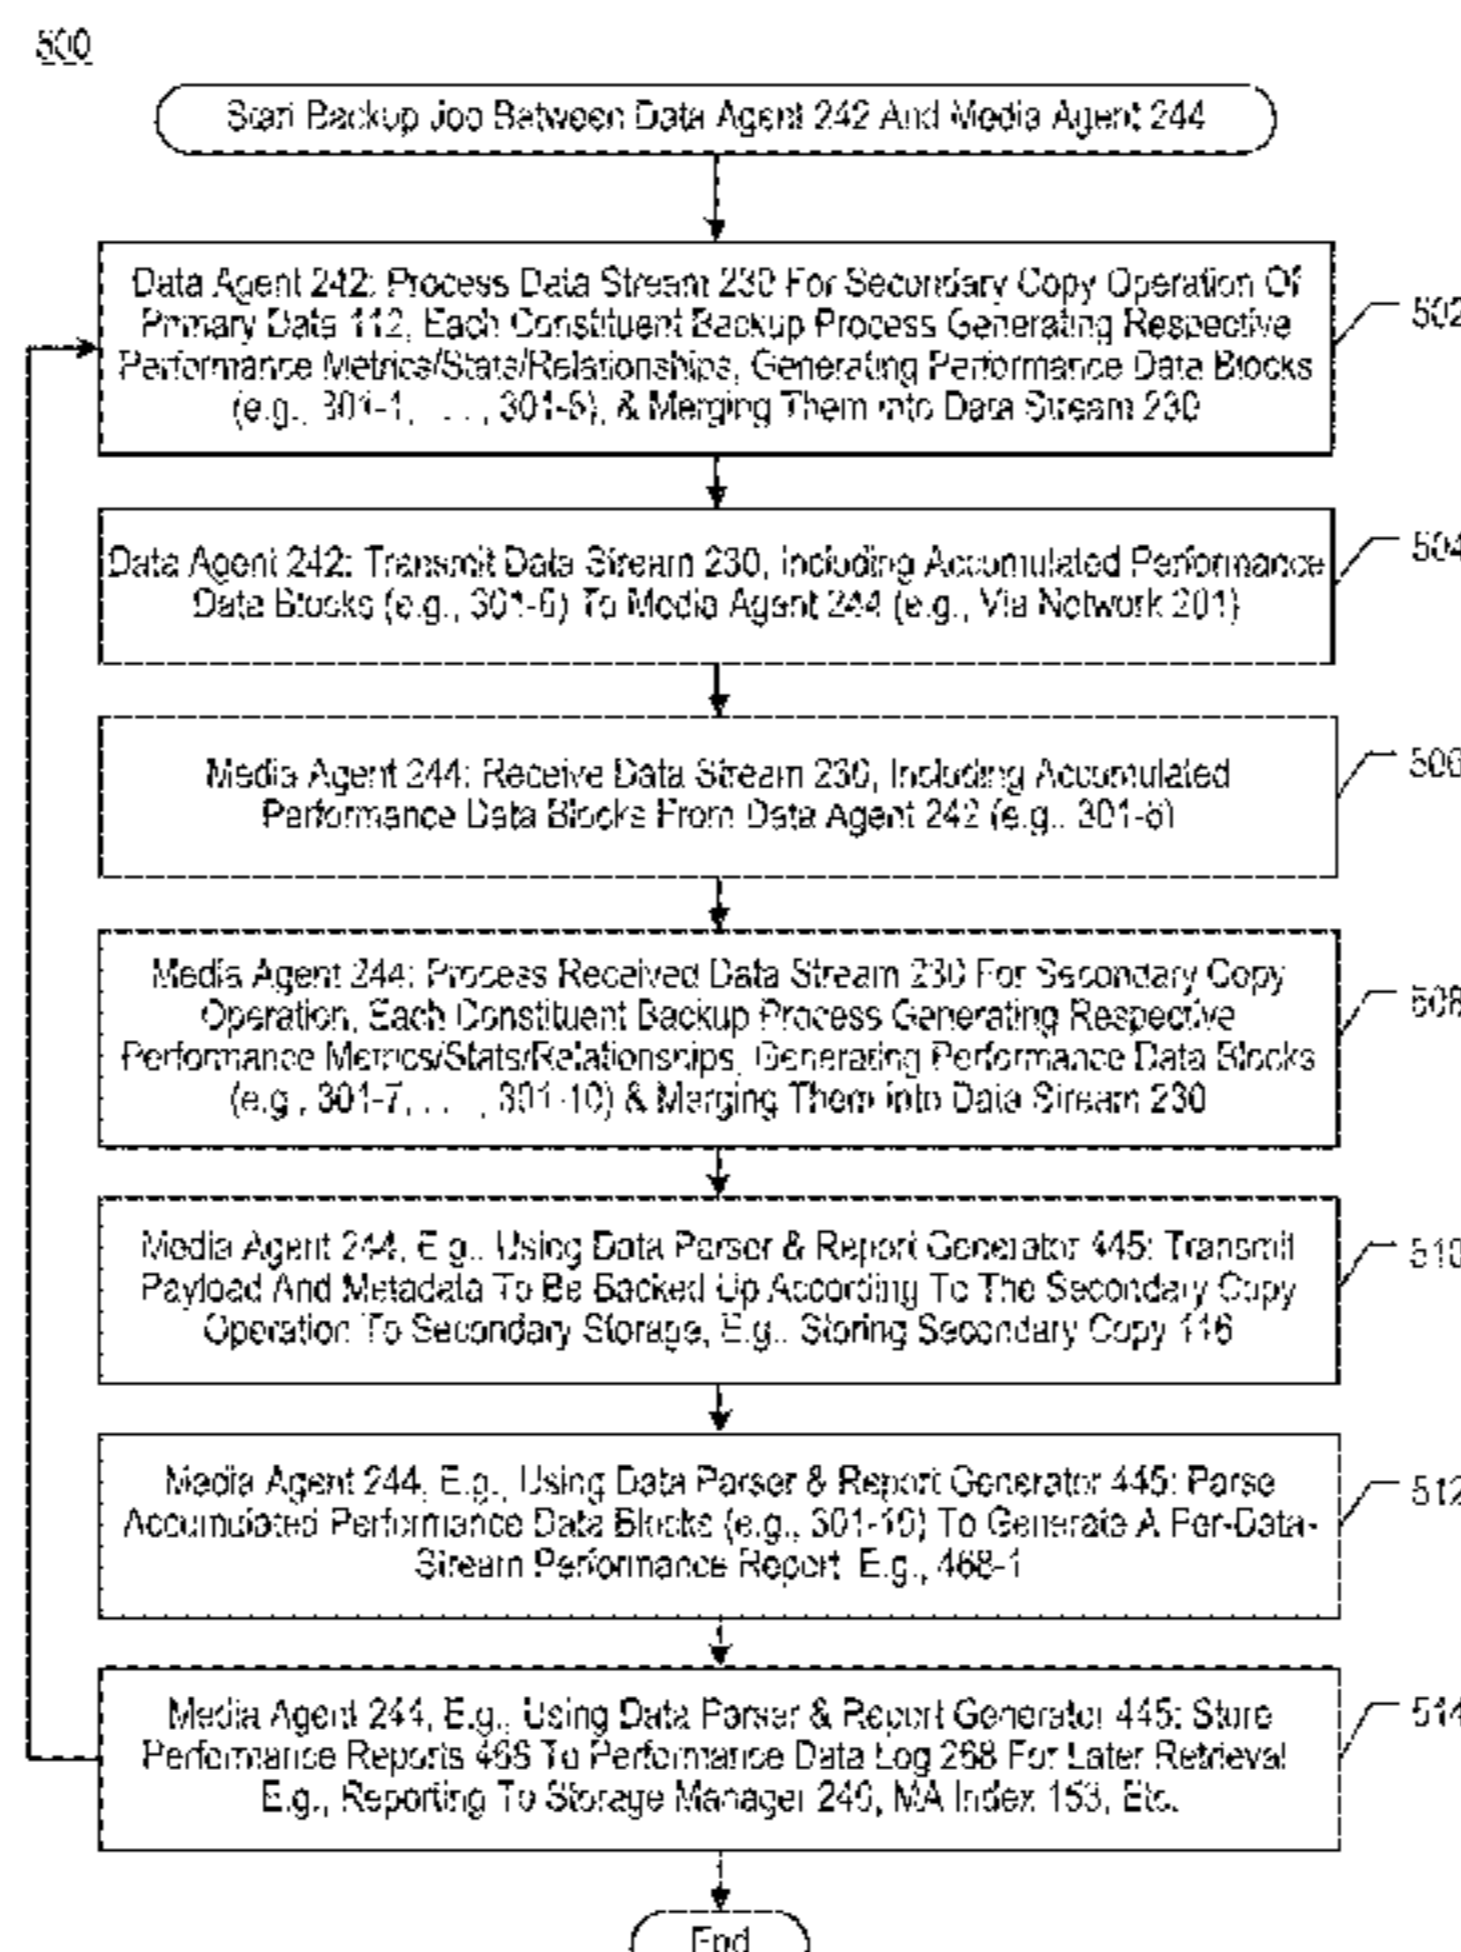 500
Start Backup Job Between Data Agent 242 And Media Agent 244
Data Agent 242: Process Data Stream 230 For Secondary Copy Operation Of
Primary Data 112, Each Constituent Backup Process Generating Respective
Performance Metrics/Stats/Relationships, Generating Performance Data Blocks
(e.g., 301-1, . . . , 301-6), & Merging Them into Data Stream 230
502
Data Agent 242: Transmit Data Stream 230, Including Accumulated Performance
Data Blocks (e.g., 301-6) To Media Agent 244 (e.g., Via Network 201)
504
Media Agent 244: Receive Data Stream 230, Including Accumulated
Performance Data Blocks From Data Agent 242 (e.g., 301-6)
506
Media Agent 244: Process Received Data Stream 230 For Secondary Copy
Operation, Each Constituent Backup Process Generating Respective
Performance Metrics/Stats/Relationships, Generating Performance Data Blocks
(e.g., 301-7, . . . , 301-10) & Merging Them into Data Stream 230
508
Media Agent 244, E.g., Using Data Parser & Report Generator 445: Transmit
Payload And Metadata To Be Backed Up According To The Secondary Copy
Operation To Secondary Storage, E.g., Storing Secondary Copy 116
510
Media Agent 244, E.g., Using Data Parser & Report Generator 445: Parse
Accumulated Performance Data Blocks (e.g., 301-10) To Generate A Per-Data-
Stream Performance Report, E.g., 468-1
512
Media Agent 244, E.g., Using Data Parser & Report Generator 445: Store
Performance Reports 468 To Performance Data Log 268 For Later Retrieval
E.g., Reporting To Storage Manager 240, MA Index 153, Etc.
514
End